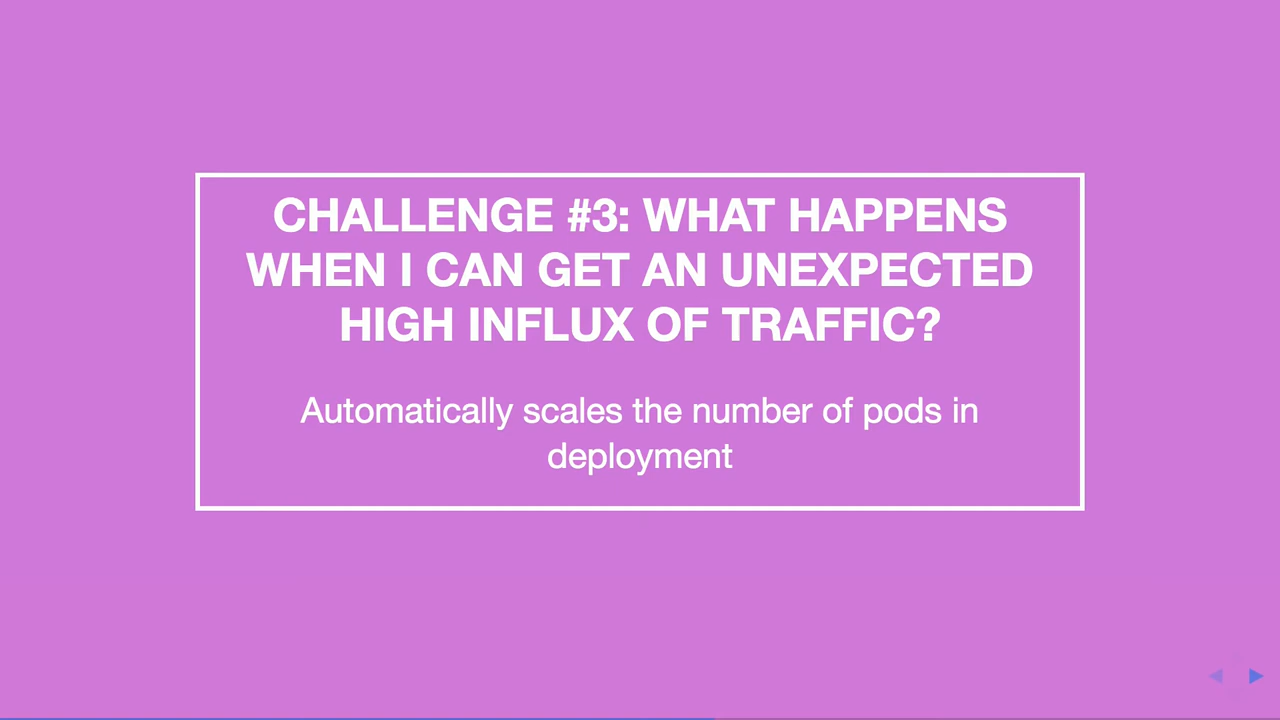 CHALLENGE #3: WHAT HAPPENS
WHEN I CAN GET AN UNEXPECTED
HIGH INFLUX OF TRAFFIC?
Automatically scales the number of pods in
deployment